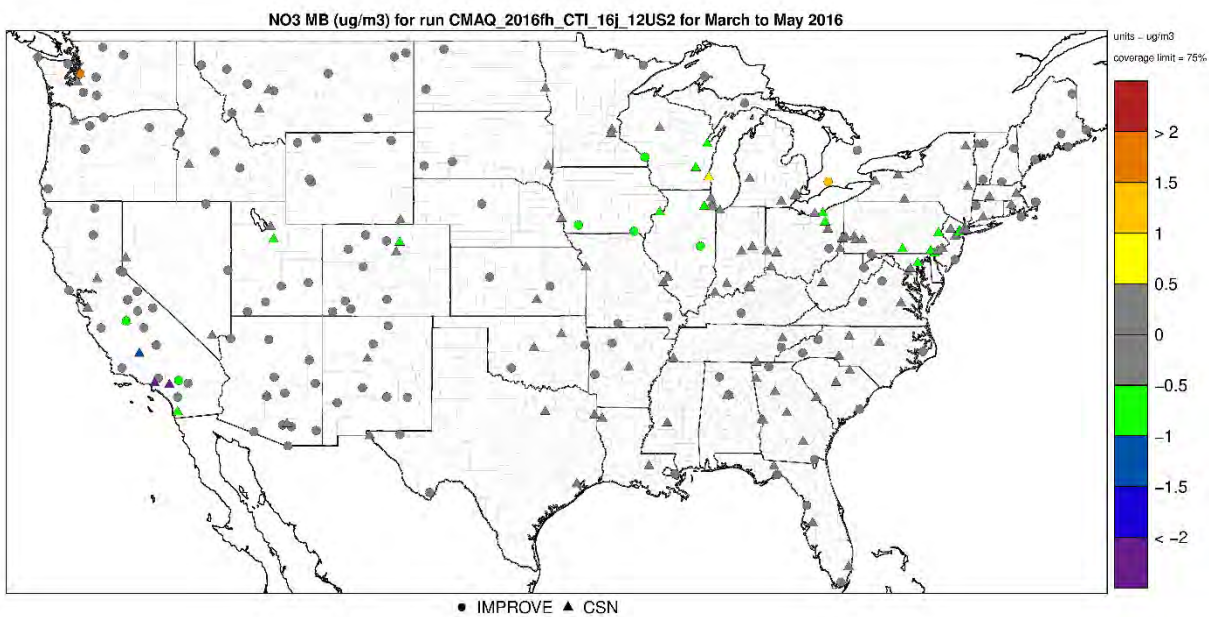 NO3 MB (ug/m3) for run CMAQ_2016fh_CTI_16j_12US2 for March to May 2016
units = ug/m3
coverage limit = 75%
> 2
1.5
1
0.5
0
−0.5
−1
−1.5
< −2
● IMPROVE ▲ CSN